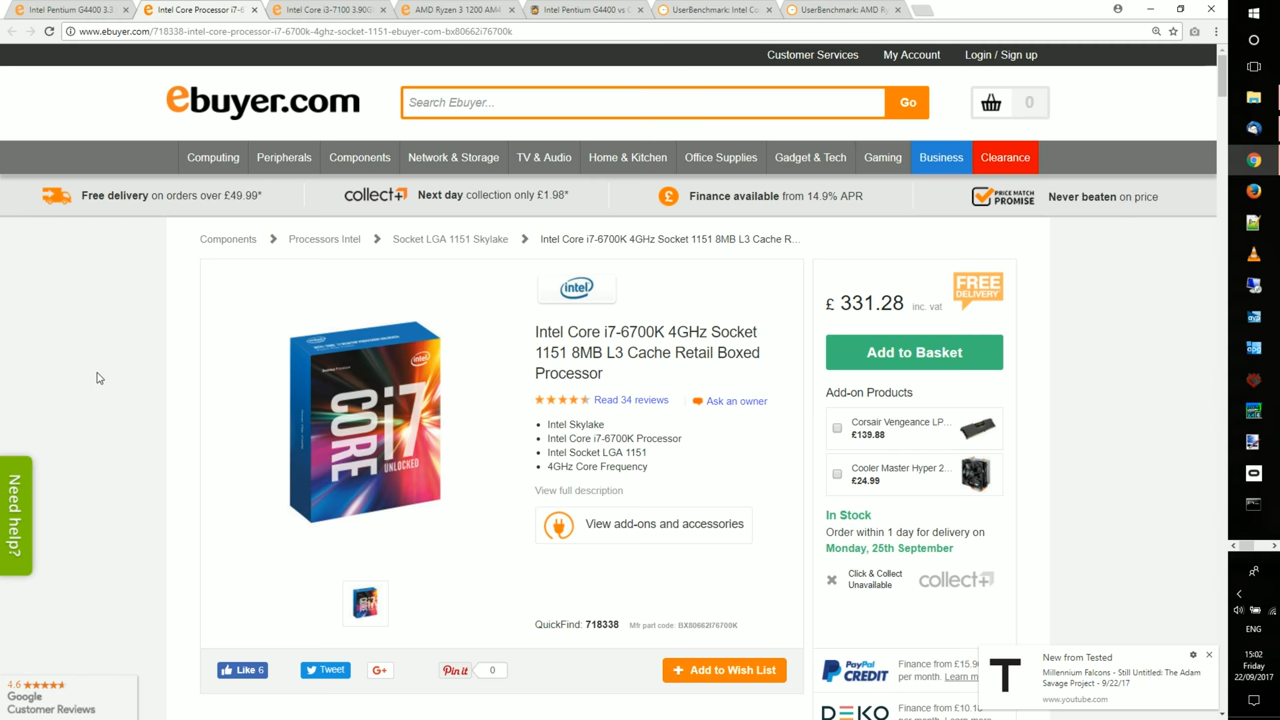 Intel Pentium G4400 3.3
Intel Core Processor i7-6
Intel Core i3-7100 3.90G
AMD Ryzen 3 1200 AM4
Intel Pentium G4400 vs
UserBenchmark: Intel Co
UserBenchmark: AMD Ry
www.ebuyer.com/718338-intel-core-processor-i7-6700k-4ghz-socket-1151-ebuyer-com-bx80662i76700k
Customer Services
My Account
Login / Sign up
ebuyer.com
Search Ebuyer...
Go
0
Computing
Peripherals
Components
Network & Storage
TV & Audio
Home & Kitchen
Office Supplies
Gadget & Tech
Gaming
Business
Clearance
Free delivery on orders over £49.99*
collect+ Next day collection only £1.98*
£ Finance available from 14.9% APR
PRICE MATCH PROMISE Never beaten on price
Components
Processors Intel
Socket LGA 1151 Skylake
Intel Core i7-6700K 4GHz Socket 1151 8MB L3 Cache R...
intel
Intel Core i7-6700K 4GHz Socket
1151 8MB L3 Cache Retail Boxed
Processor
Read 34 reviews
Ask an owner
Intel Skylake
Intel Core i7-6700K Processor
Intel Socket LGA 1151
4GHz Core Frequency
View full description
View add-ons and accessories
QuickFind: 718338
Mfr part code: BX80662I76700K
intel
CORE i7
UNLOCKED
£ 331.28 inc. vat
FREE
DELIVERY
Add to Basket
Add-on Products
Corsair Vengeance LP...
£139.88
Cooler Master Hyper 2...
£24.99
In Stock
Order within 1 day for delivery on
Monday, 25th September
Click & Collect
Unavailable
collect+
Need help?
Like 6
Tweet
G+
Pin it
0
Add to Wish List
PayPal
CREDIT
Finance from £15.90
per month. Learn m
DEKO
Finance from £10.18
per month.
4.6
Google
Customer Reviews
New from Tested
Millennium Falcons - Still Untitled: The Adam
Savage Project - 9/22/17
www.youtube.com
T
ENG
15:02
Friday
22/09/2017